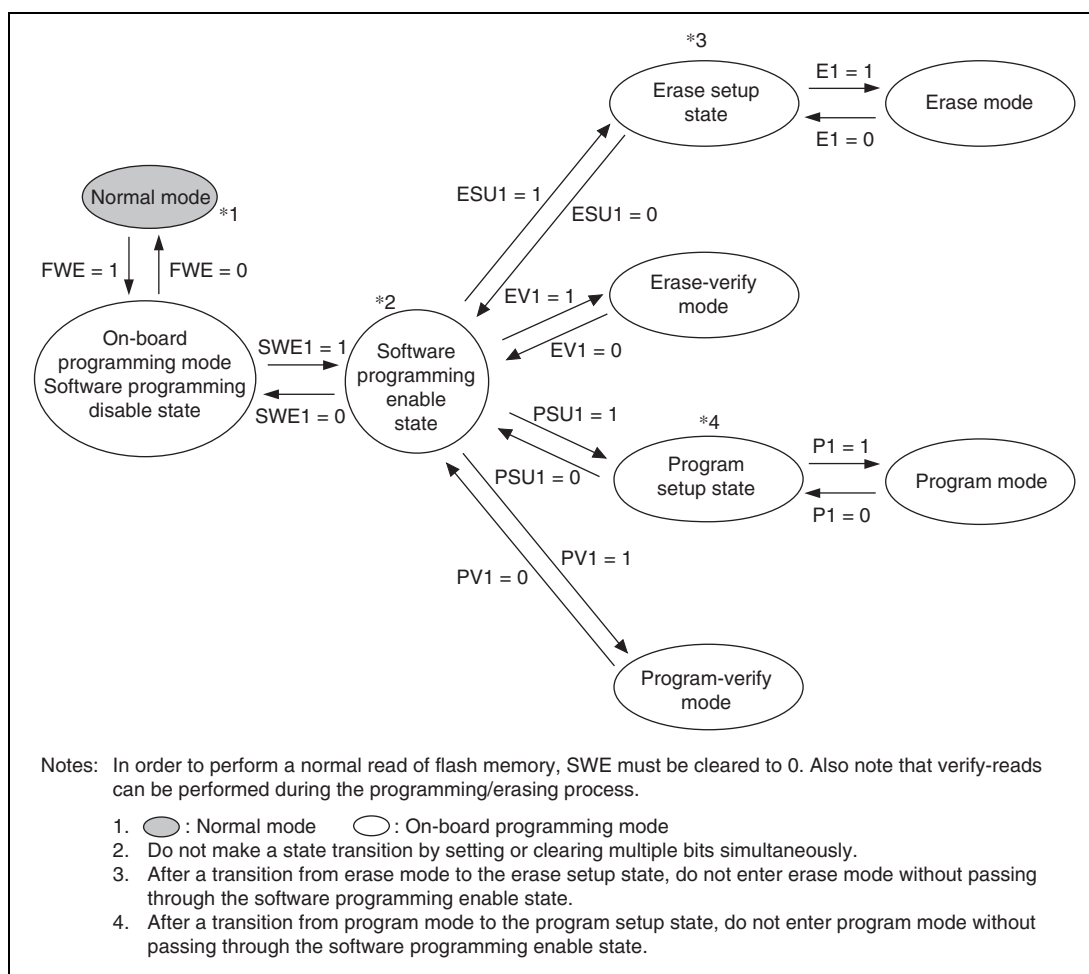 *3
Erase setup
state
E1 = 1
E1 = 0
Erase mode
Normal mode
*1
FWE = 1
FWE = 0
ESU1 = 1
ESU1 = 0
Erase-verify
mode
EV1 = 1
EV1 = 0
*2
On-board
programming mode
Software programming
disable state
SWE1 = 1
SWE1 = 0
Software
programming
enable
state
PSU1 = 1
PSU1 = 0
*4
Program
setup state
P1 = 1
P1 = 0
Program mode
PV1 = 1
PV1 = 0
Program-verify
mode
Notes: In order to perform a normal read of flash memory, SWE must be cleared to 0. Also note that verify-reads
can be performed during the programming/erasing process.
1. : Normal mode : On-board programming mode
2. Do not make a state transition by setting or clearing multiple bits simultaneously.
3. After a transition from erase mode to the erase setup state, do not enter erase mode without passing
through the software programming enable state.
4. After a transition from program mode to the program setup state, do not enter program mode without
passing through the software programming enable state.